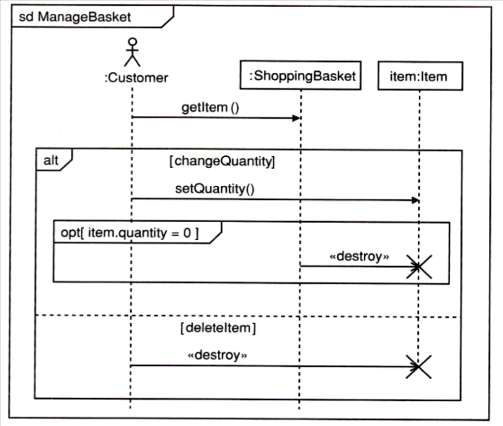 sd ManageBasket
:Customer
:ShoppingBasket
item:Item
getItem ()
alt
[changeQuantity]
setQuantity()
opt[ item.quantity = 0 ]
«destroy»
[deleteItem]
«destroy»